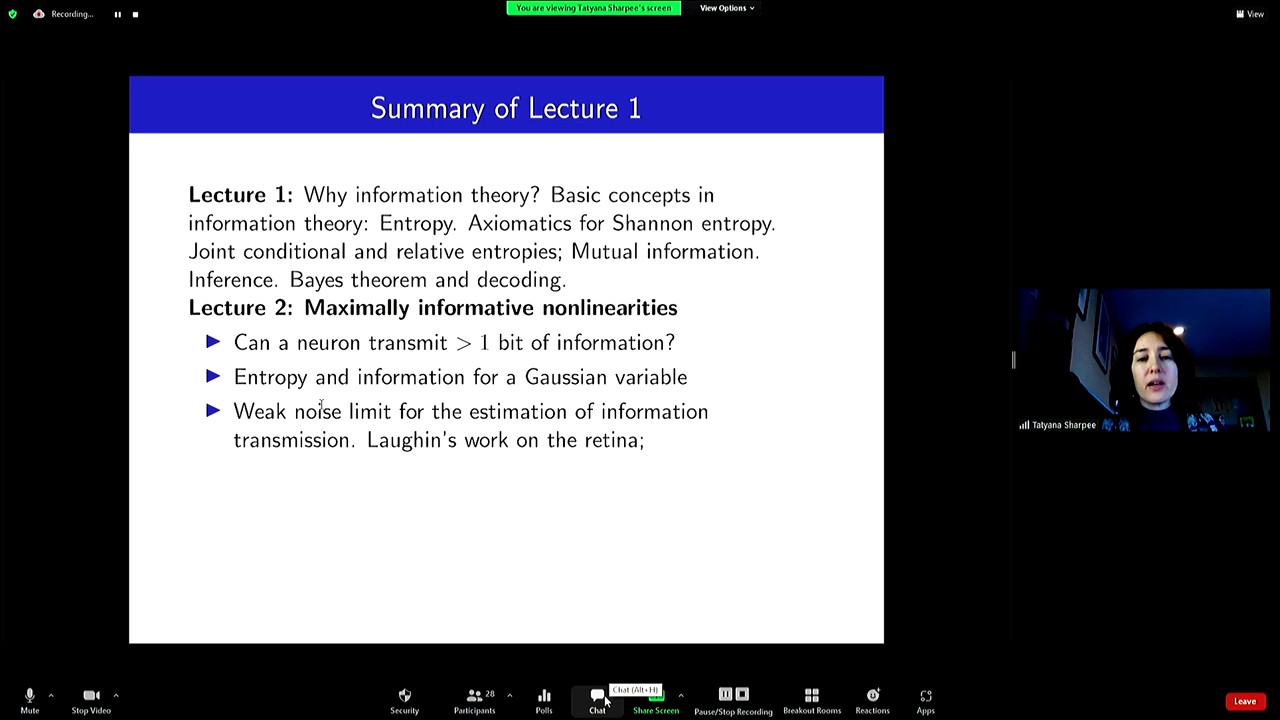 Recording...
You are viewing Tatyana Sharpee's screen
View Options
View
Summary of Lecture 1
Lecture 1: Why information theory? Basic concepts in
information theory: Entropy. Axiomatics for Shannon entropy.
Joint conditional and relative entropies; Mutual information.
Inference. Bayes theorem and decoding.
Lecture 2: Maximally informative nonlinearities
Can a neuron transmit > 1 bit of information?
Entropy and information for a Gaussian variable
Weak noise limit for the estimation of information
transmission. Laughin's work on the retina;
Tatyana Sharpee
Chat (Alt+H)
28
Mute
Stop Video
Security
Participants
Polls
Chat
Share Screen
Pause/Stop Recording
Breakout Rooms
Reactions
Apps
Leave